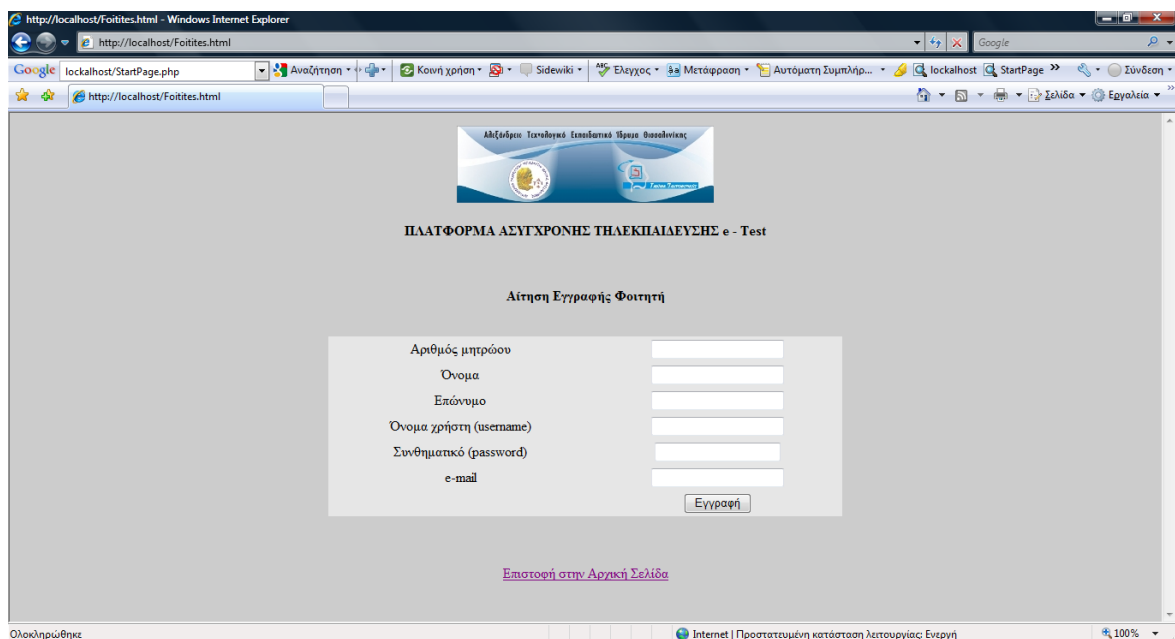 http://localhost/Foitites.html - Windows Internet Explorer
http://localhost/Foitites.html
Google
Google lockalhost/StartPage.php Αναζήτηση Κοινή χρήση Sidewiki Έλεγχος Μετάφραση Αυτόματη Συμπλήρ... lockalhost StartPage Σύνδεση
http://localhost/Foitites.html Σελίδα Εργαλεία
Αλεξάνδρειο Τεχνολογικό Εκπαιδευτικό Ίδρυμα Θεσσαλονίκης
ΠΛΑΤΦΟΡΜΑ ΑΣΥΓΧΡΟΝΗΣ ΤΗΛΕΚΠΑΙΔΕΥΣΗΣ e - Test
Αίτηση Εγγραφής Φοιτητή
Αριθμός μητρώου
Όνομα
Επώνυμο
Όνομα χρήστη (username)
Συνθηματικό (password)
e-mail
Εγγραφή
Επιστοφή στην Αρχική Σελίδα
Ολοκληρώθηκε Internet | Προστατευμένη κατάσταση λειτουργίας: Ενεργή 100%